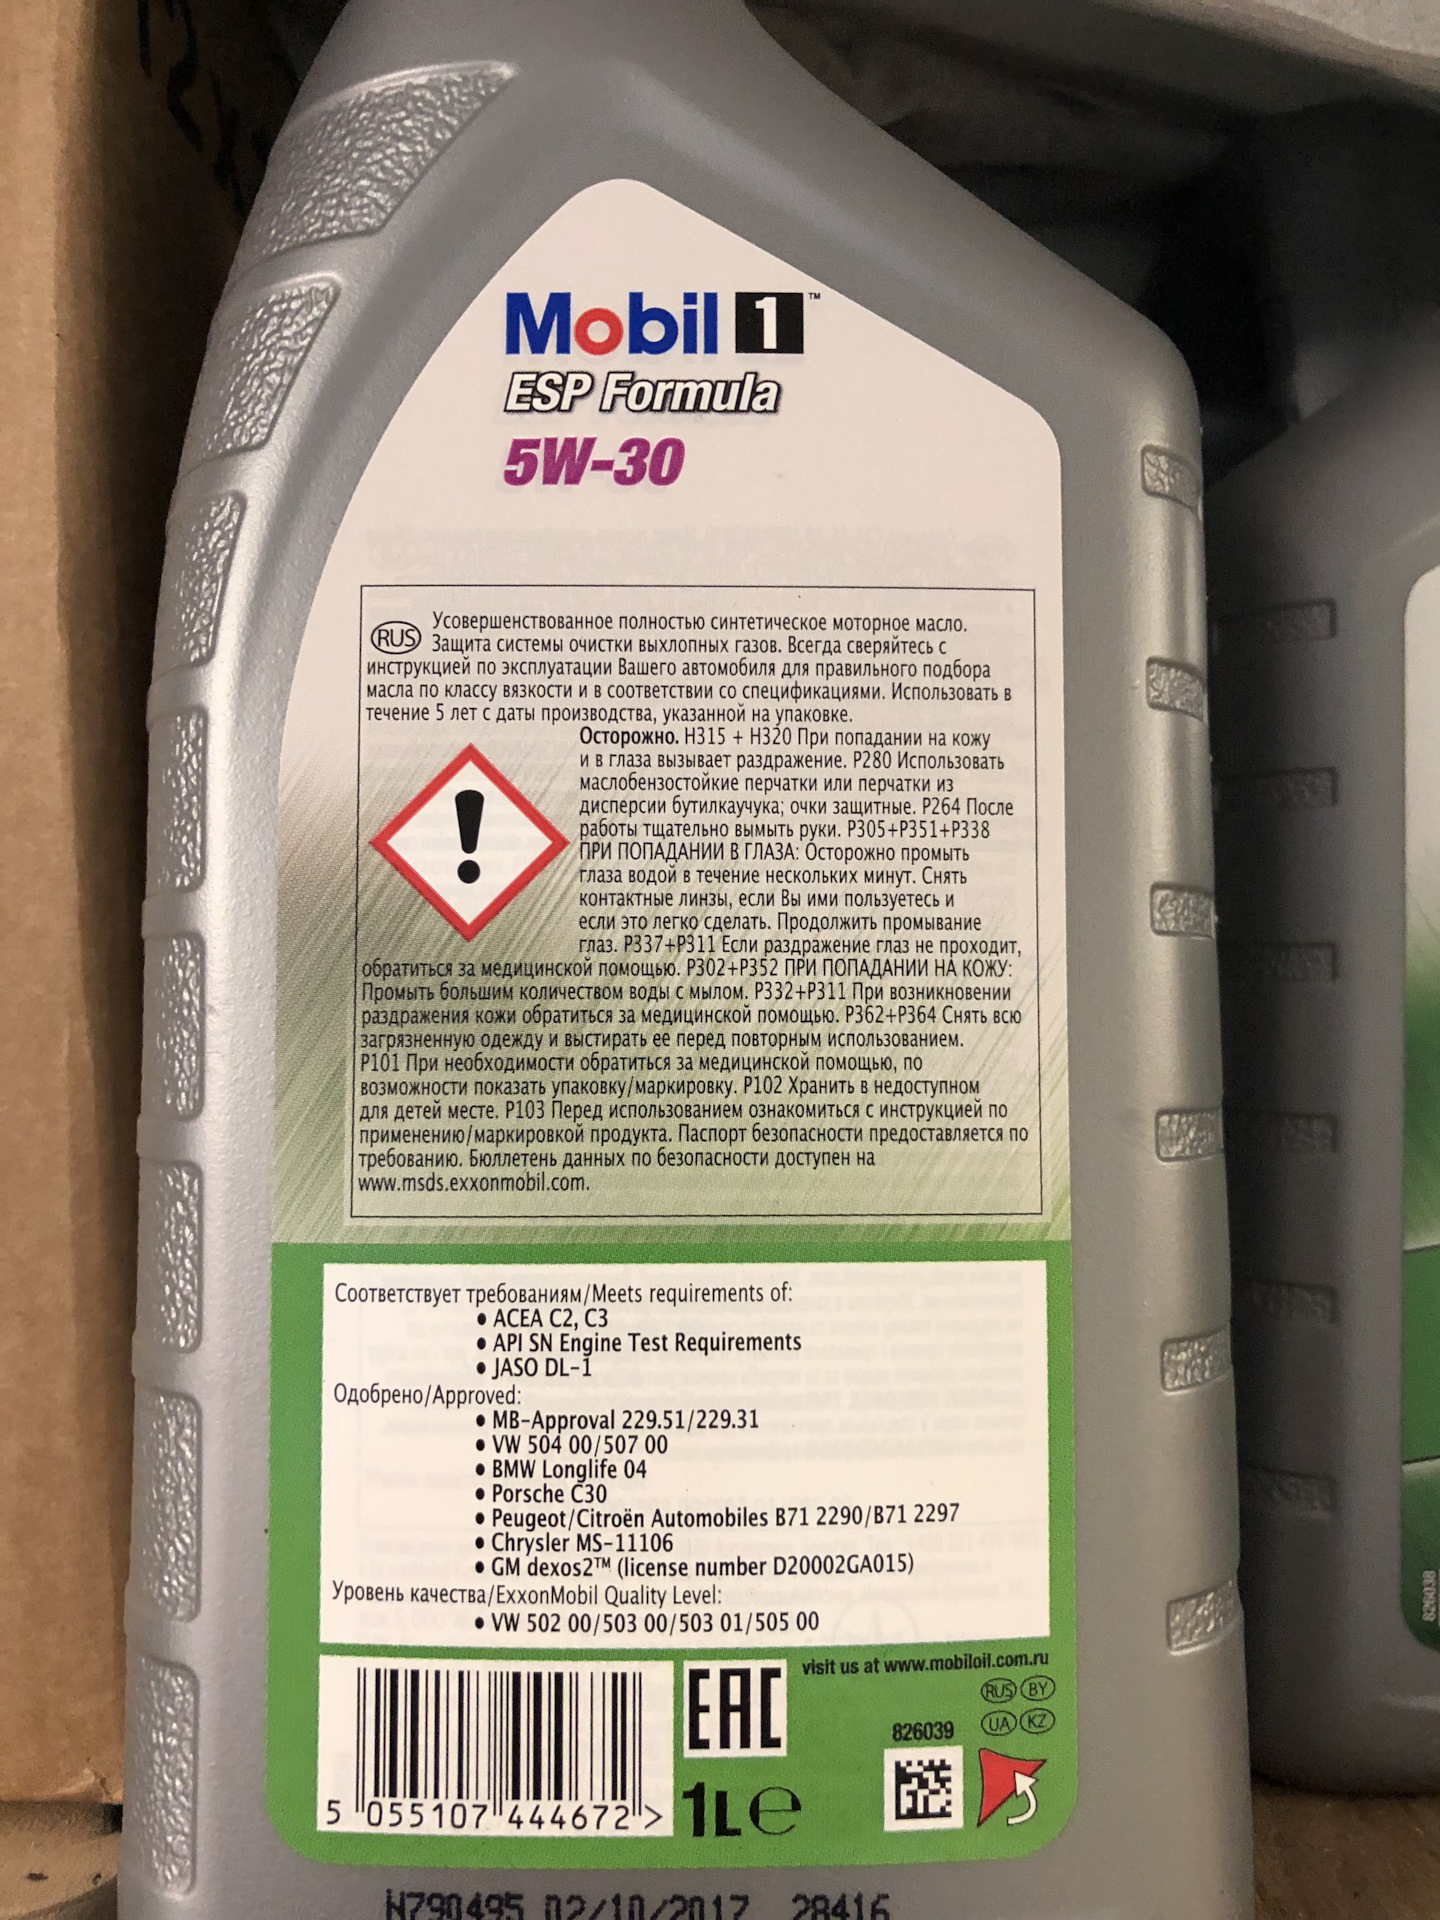 Mobil 1™
ESP Formula
5W-30
RUS Усовершенствованное полностью синтетическое моторное масло.
Защита системы очистки выхлопных газов. Всегда сверяйтесь с
инструкцией по эксплуатации Вашего автомобиля для правильного подбора
масла по классу вязкости и в соответствии со спецификациями. Использовать в
течение 5 лет с даты производства, указанной на упаковке.
Осторожно. H315 + H320 При попадании на кожу
и в глаза вызывает раздражение. P280 Использовать
маслобензостойкие перчатки или перчатки из
дисперсии бутилкаучука; очки защитные. P264 После
работы тщательно вымыть руки. P305+P351+P338
ПРИ ПОПАДАНИИ В ГЛАЗА: Осторожно промыть
глаза водой в течение нескольких минут. Снять
контактные линзы, если Вы ими пользуетесь и
если это легко сделать. Продолжить промывание
глаз. P337+P311 Если раздражение глаз не проходит,
обратиться за медицинской помощью. P302+P352 ПРИ ПОПАДАНИИ НА КОЖУ:
Промыть большим количеством воды с мылом. P332+P311 При возникновении
раздражения кожи обратиться за медицинской помощью. P362+P364 Снять всю
загрязненную одежду и выстирать ее перед повторным использованием.
P101 При необходимости обратиться за медицинской помощью, по
возможности показать упаковку/маркировку. P102 Хранить в недоступном
для детей месте. P103 Перед использованием ознакомиться с инструкцией по
применению/маркировкой продукта. Паспорт безопасности предоставляется по
требованию. Бюллетень данных по безопасности доступен на
www.msds.exxonmobil.com.
Соответствует требованиям/Meets requirements of:
• ACEA C2, C3
• API SN Engine Test Requirements
• JASO DL-1
Одобрено/Approved:
• MB-Approval 229.51/229.31
• VW 504 00/507 00
• BMW Longlife 04
• Porsche C30
• Peugeot/Citroën Automobiles B71 2290/B71 2297
• Chrysler MS-11106
• GM dexos2™ (license number D20002GA015)
Уровень качества/ExxonMobil Quality Level:
• VW 502 00/503 00/503 01/505 00
visit us at www.mobiloil.com.ru
RUS BY
UA KZ
EAC
826039
1L e
5 055107 444672 >
N790495 02/10/2017 28416
826038